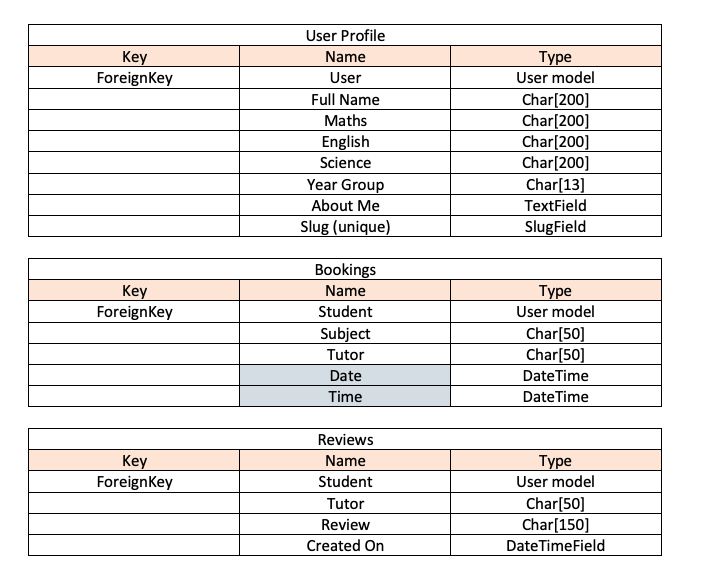 User Profile
Key Name Type
ForeignKey User User model
Full Name Char[200]
Maths Char[200]
English Char[200]
Science Char[200]
Year Group Char[13]
About Me TextField
Slug (unique) SlugField
Bookings
Key Name Type
ForeignKey Student User model
Subject Char[50]
Tutor Char[50]
Date DateTime
Time DateTime
Reviews
Key Name Type
ForeignKey Student User model
Tutor Char[50]
Review Char[150]
Created On DateTimeField